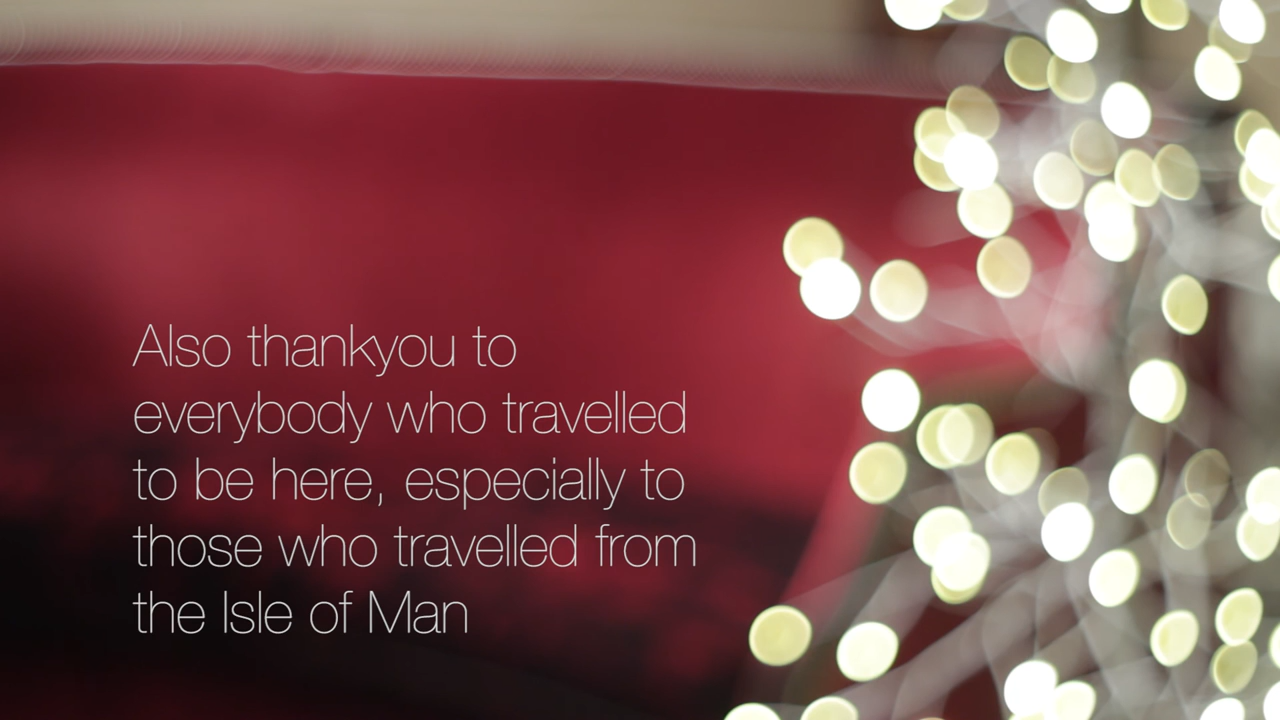 Also thankyou to
everybody who travelled
to be here, especially to
those who travelled from
the Isle of Man